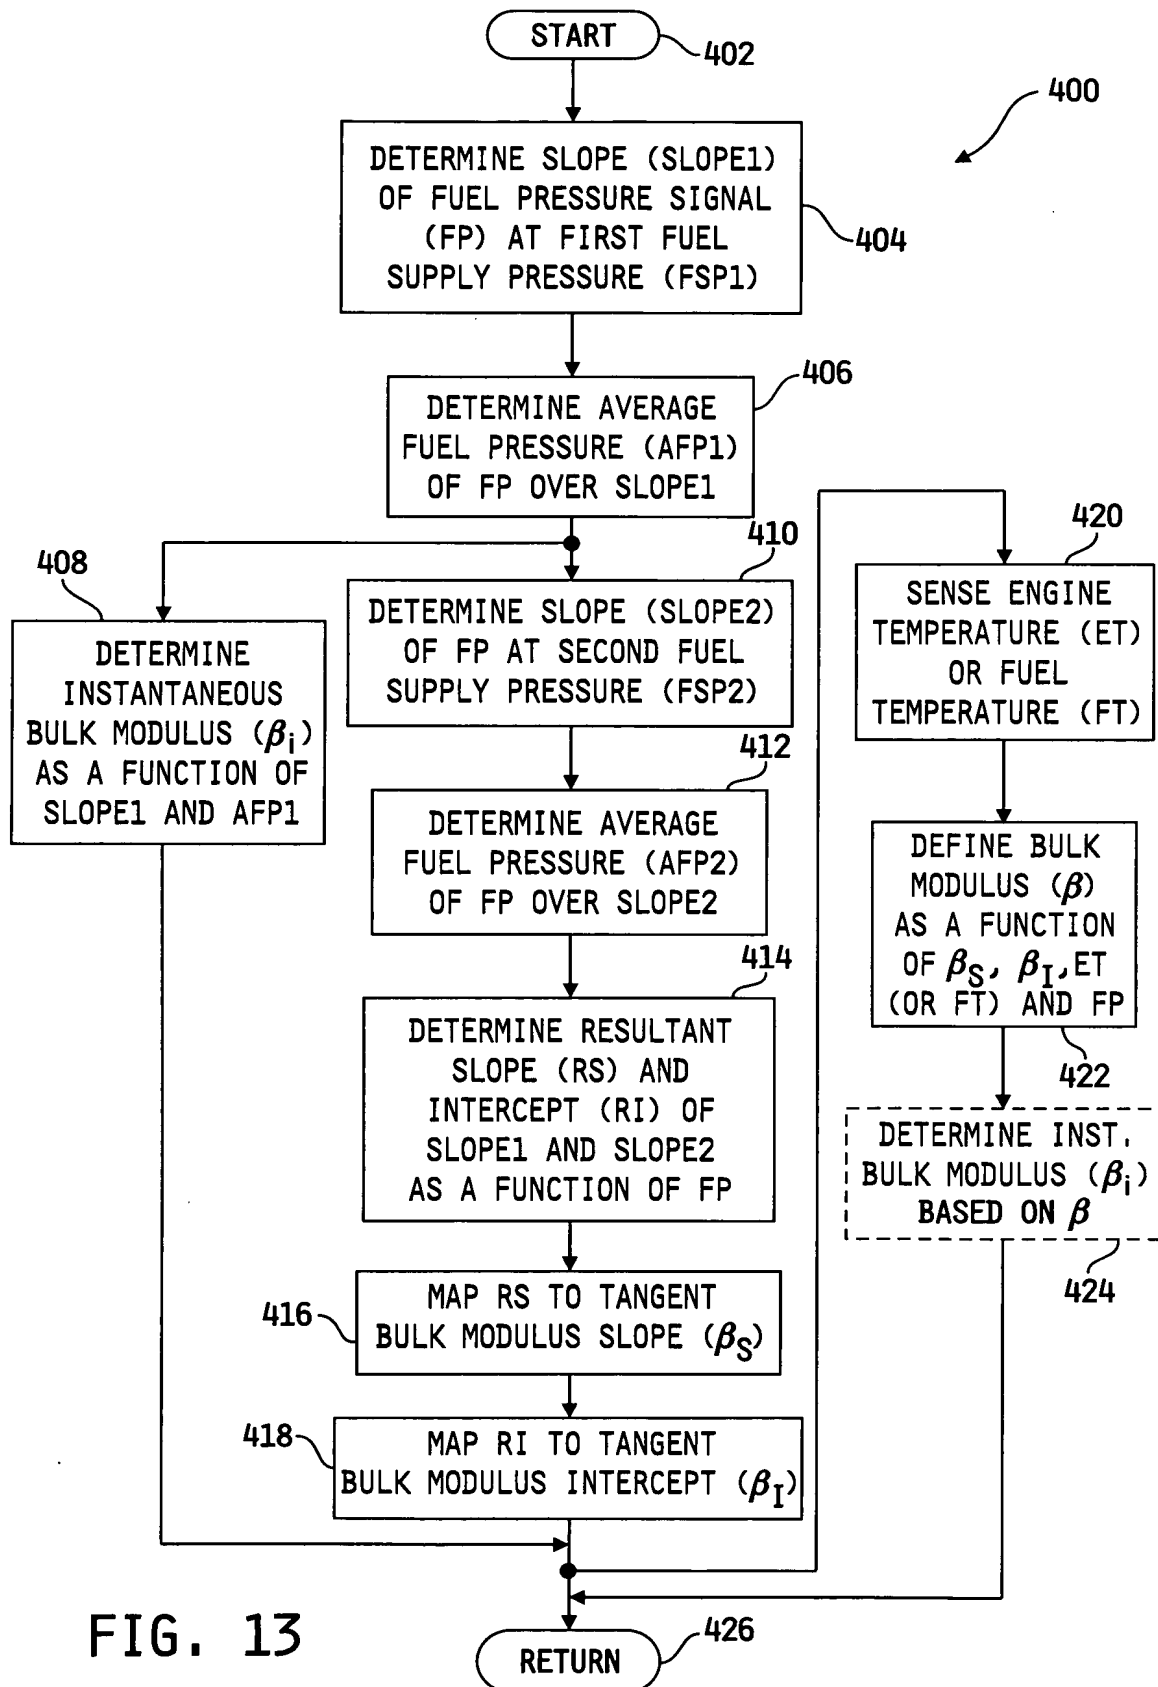 START
402
400
DETERMINE SLOPE (SLOPE1)
OF FUEL PRESSURE SIGNAL
(FP) AT FIRST FUEL
SUPPLY PRESSURE (FSP1)
404
406
DETERMINE AVERAGE
FUEL PRESSURE (AFP1)
OF FP OVER SLOPE1
408
DETERMINE
INSTANTANEOUS
BULK MODULUS (βi)
AS A FUNCTION OF
SLOPE1 AND AFP1
410
DETERMINE SLOPE (SLOPE2)
OF FP AT SECOND FUEL
SUPPLY PRESSURE (FSP2)
412
DETERMINE AVERAGE
FUEL PRESSURE (AFP2)
OF FP OVER SLOPE2
414
DETERMINE RESULTANT
SLOPE (RS) AND
INTERCEPT (RI) OF
SLOPE1 AND SLOPE2
AS A FUNCTION OF FP
416
MAP RS TO TANGENT
BULK MODULUS SLOPE (βS)
418
MAP RI TO TANGENT
BULK MODULUS INTERCEPT (βI)
420
SENSE ENGINE
TEMPERATURE (ET)
OR FUEL
TEMPERATURE (FT)
DEFINE BULK
MODULUS (β)
AS A FUNCTION
OF βS, βI, ET
(OR FT) AND FP
422
DETERMINE INST.
BULK MODULUS (βi)
BASED ON β
424
RETURN
426
FIG. 13